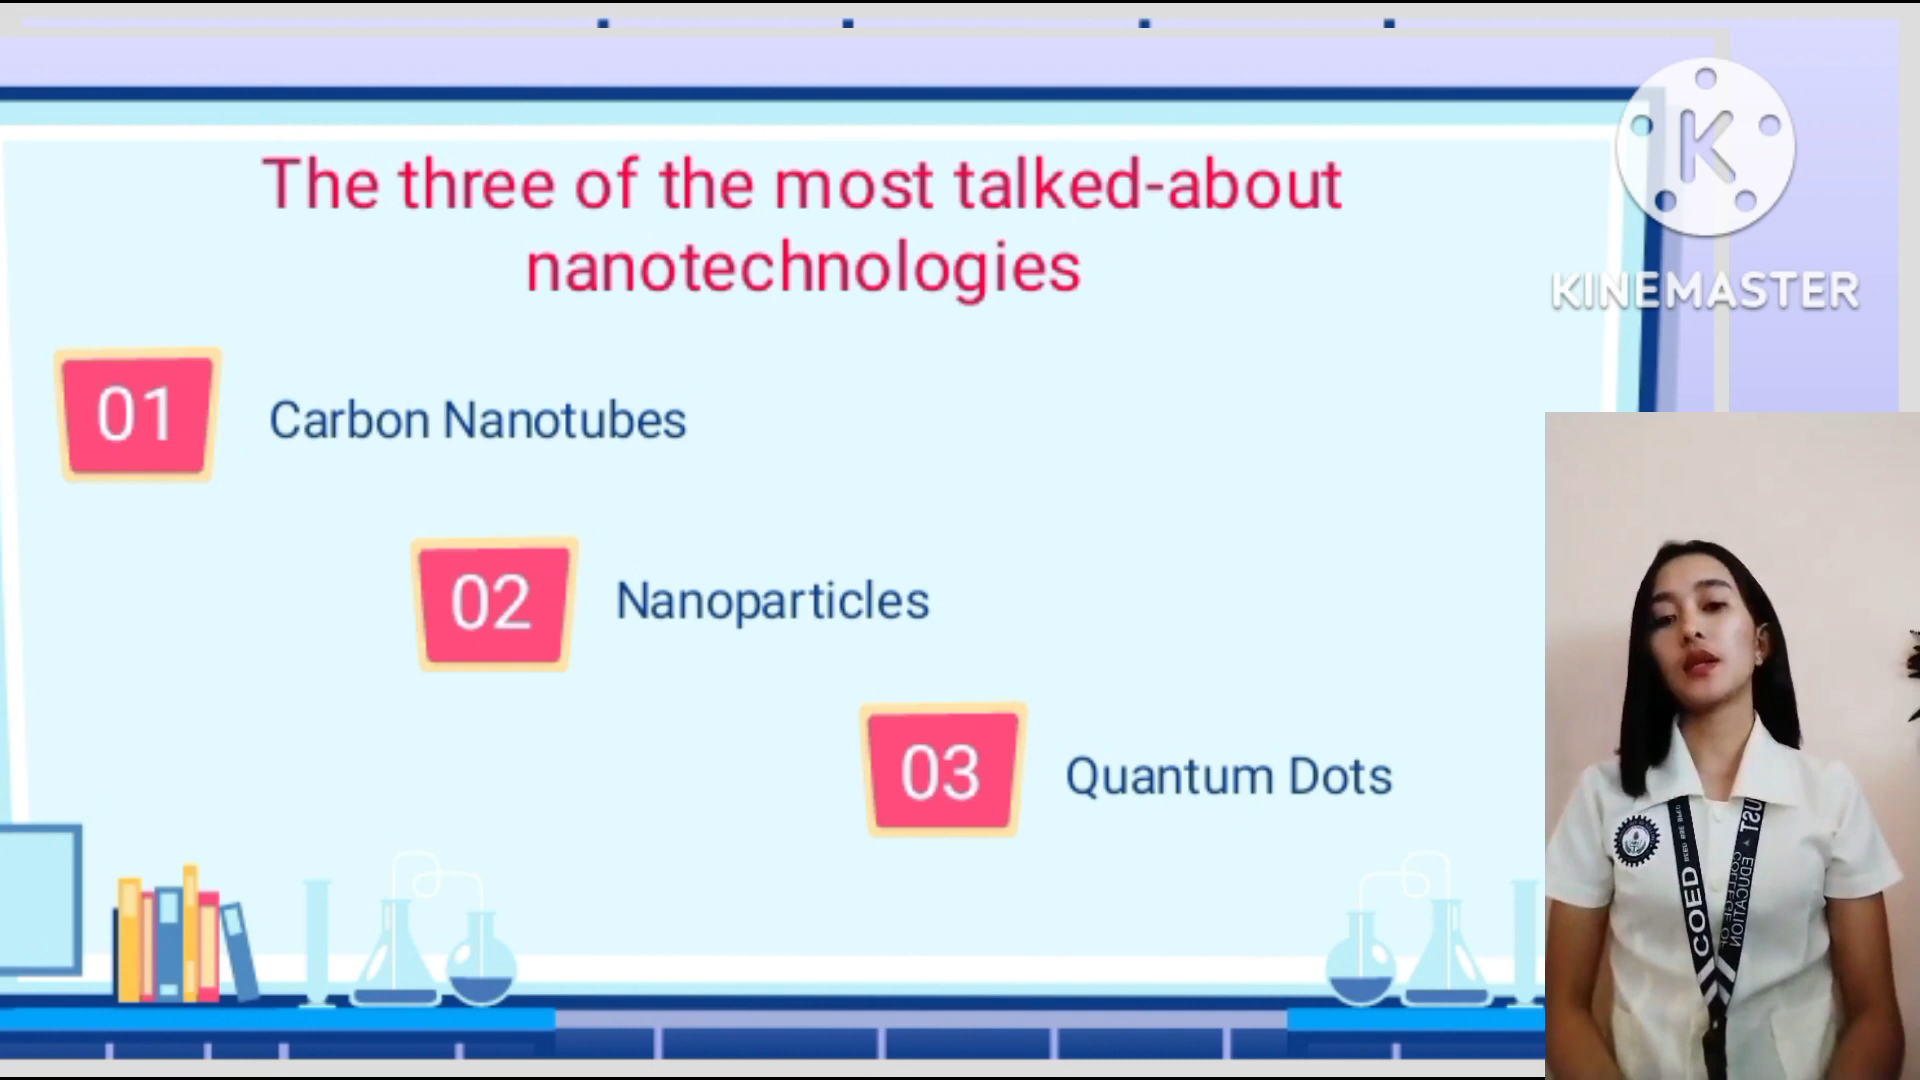 The three of the most talked-about
nanotechnologies
K
KINEMASTER
01
Carbon Nanotubes
02
Nanoparticles
03
Quantum Dots
COED
UST
EDUCATION
COLLEGE OF